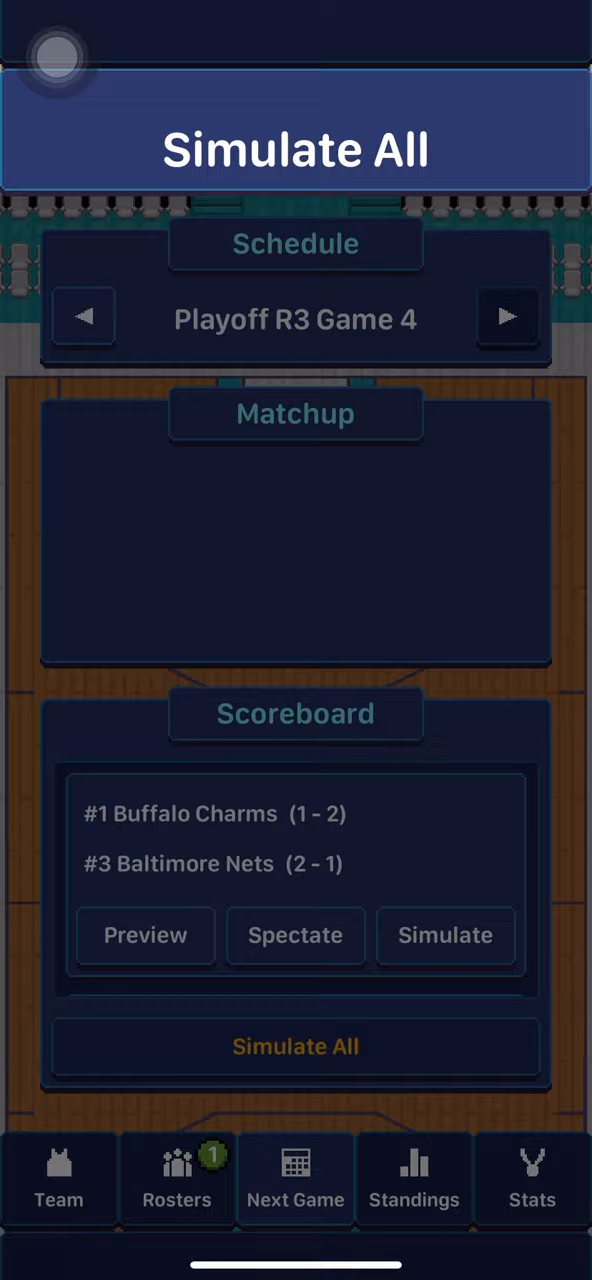 Simulate All
Schedule
◀ Playoff R3 Game 4 ▶
Matchup
Scoreboard
#1 Buffalo Charms (1 - 2)
#3 Baltimore Nets (2 - 1)
Preview Spectate Simulate
Simulate All
1
Team Rosters Next Game Standings Stats